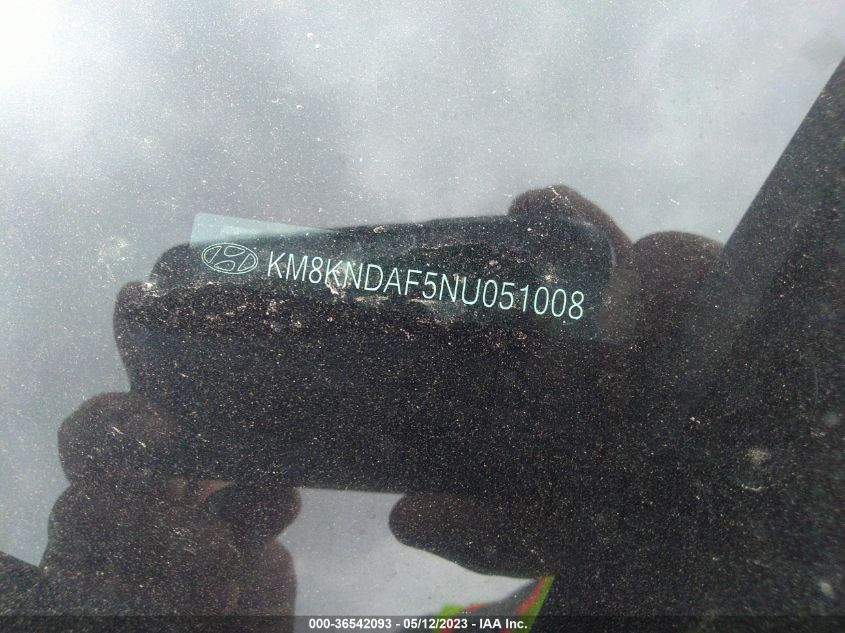 KM8KNDAF5NU051008
000-36542093 - 05/12/2023 - IAA Inc.